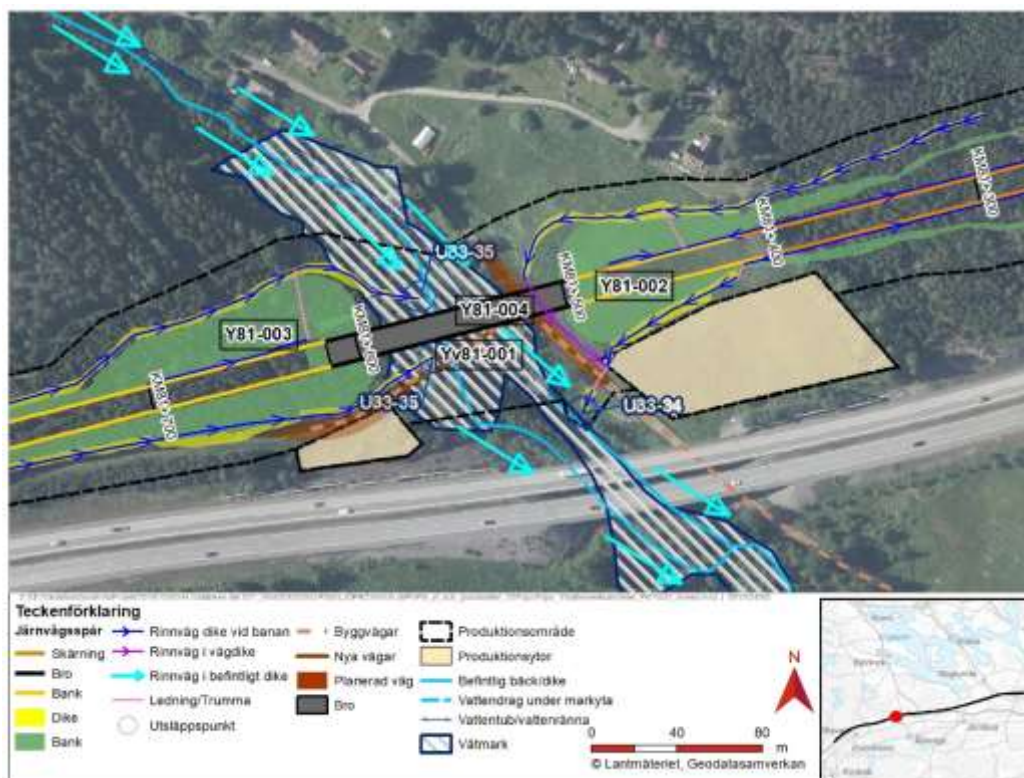 U33-35
Y81-002
Y81-004
Y81-003
Yv81-001
U33-35
U33-34
Teckenförklaring
Järnvägsspår
Skärning
Bro
Bank
Dike
Bank
Rinnväg dike vid banan
Rinnväg i vägdike
Rinnväg i befintligt dike
Ledning/Trumma
Utsläppspunkt
Byggvägar
Nya vägar
Planerad väg
Bro
Produktionsområde
Produktionsytor
Befintlig bäck/dike
Vattendrag under markyta
Vattentub/vattenränna
Våtmark
N
0 40 80
m
© Lantmäteriet, Geodatasamverkan